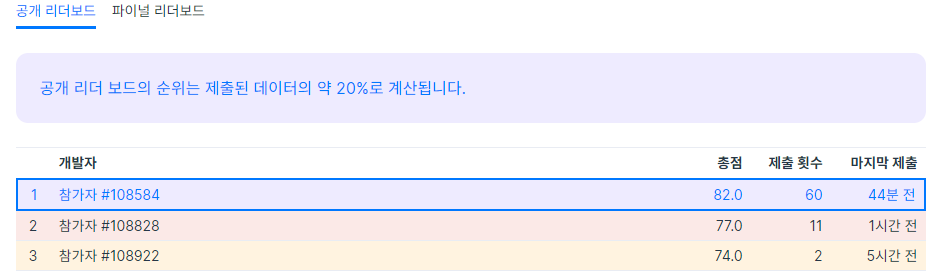 공개 리더보드 파이널 리더보드
공개 리더 보드의 순위는 제출된 데이터의 약 20%로 계산됩니다.
개발자 총점 제출 횟수 마지막 제출
1 참가자 #108584 82.0 60 44분 전
2 참가자 #108828 77.0 11 1시간 전
3 참가자 #108922 74.0 2 5시간 전